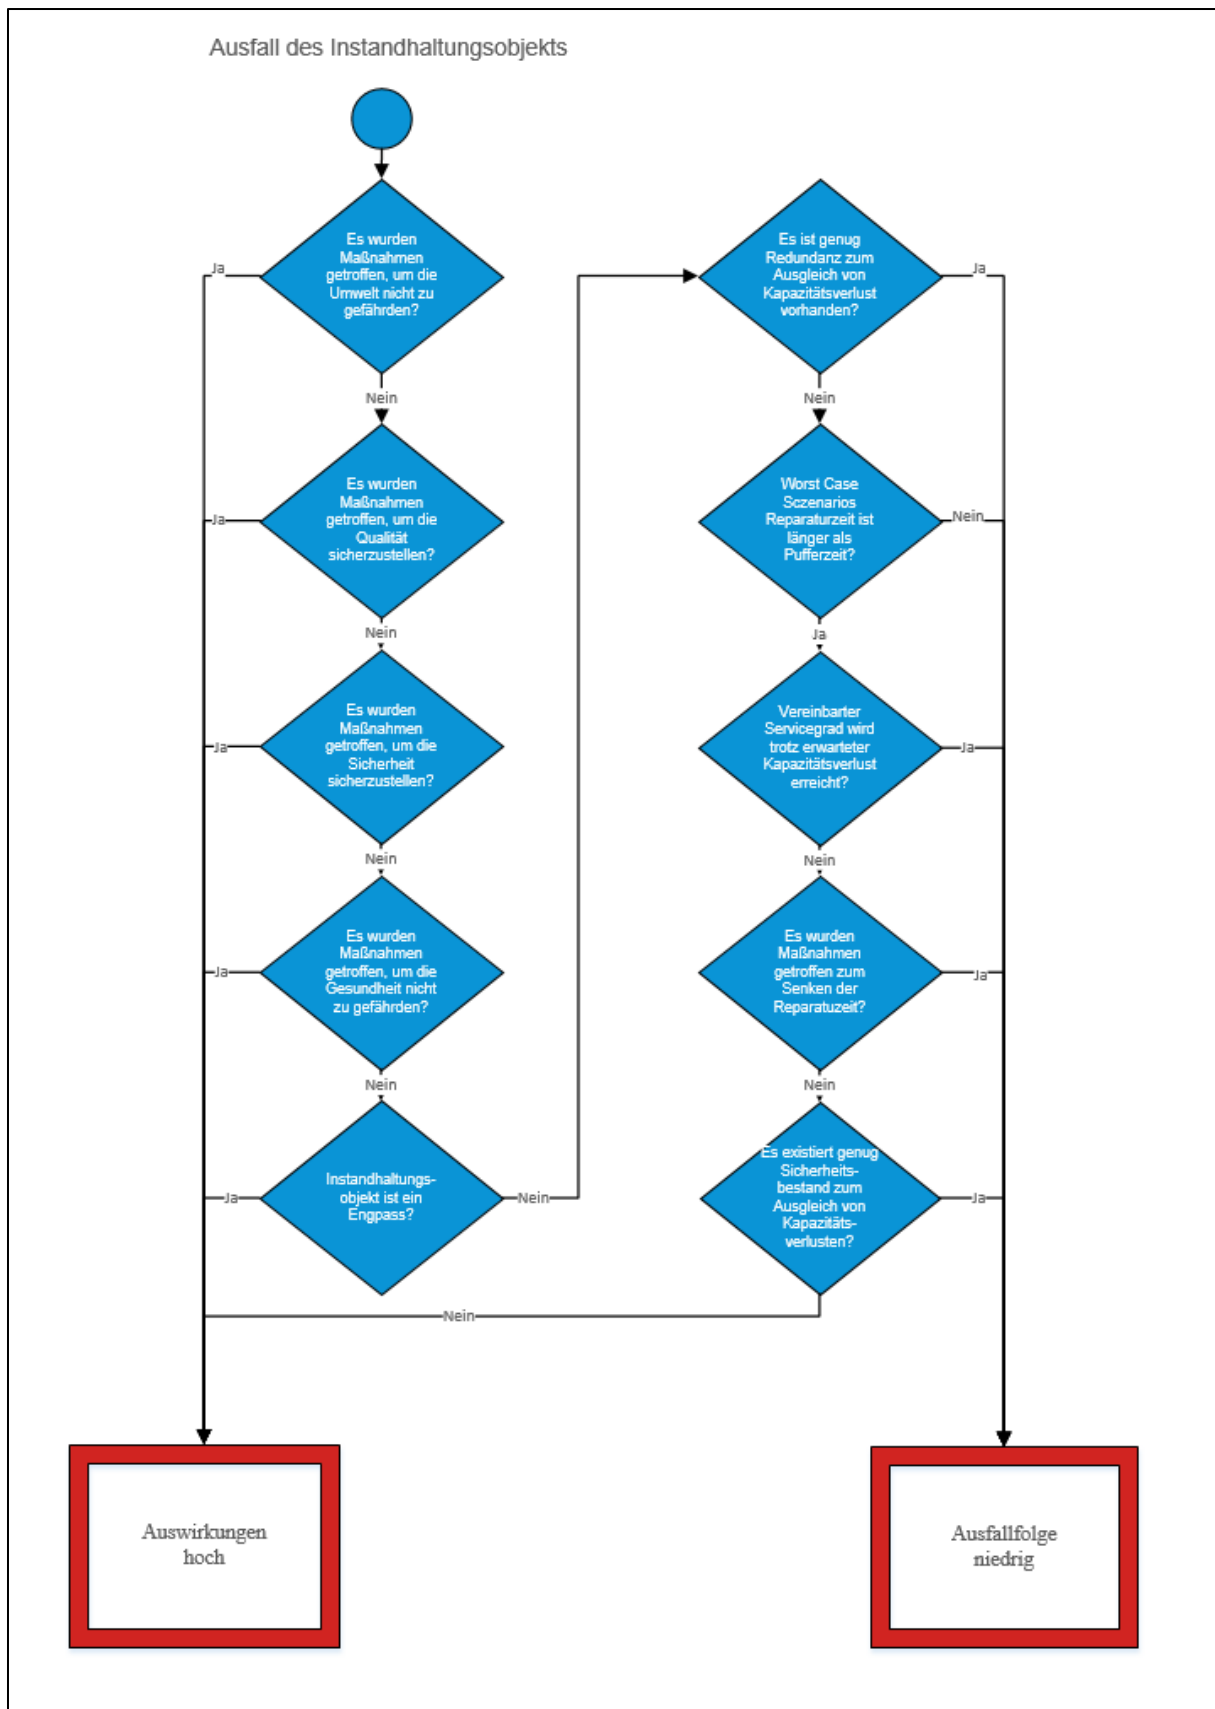 Ausfall des Instandhaltungsobjekts
Es wurden
Maßnahmen
getroffen, um die
Umwelt nicht zu
gefährden?
Ja
Nein
Es wurden
Maßnahmen
getroffen, um die
Qualität
sicherzustellen?
Ja
Nein
Es wurden
Maßnahmen
getroffen, um die
Sicherheit
sicherzustellen?
Ja
Nein
Es wurden
Maßnahmen
getroffen, um die
Gesundheit nicht
zu gefährden?
Ja
Nein
Instandhaltungs-
objekt ist ein
Engpass?
Ja
Nein
Es ist genug
Redundanz zum
Ausgleich von
Kapazitätsverlust
vorhanden?
Ja
Nein
Worst Case
Sczenarios
Reparaturzeit ist
länger als
Pufferzeit?
Nein
Ja
Vereinbarter
Servicegrad wird
trotz erwarteter
Kapazitätsverlust
erreicht?
Ja
Nein
Es wurden
Maßnahmen
getroffen zum
Senken der
Reparatuzeit?
Ja
Nein
Es existiert genug
Sicherheits-
bestand zum
Ausgleich von
Kapazitäts-
verlusten?
Ja
Nein
Auswirkungen
hoch
Ausfallfolge
niedrig